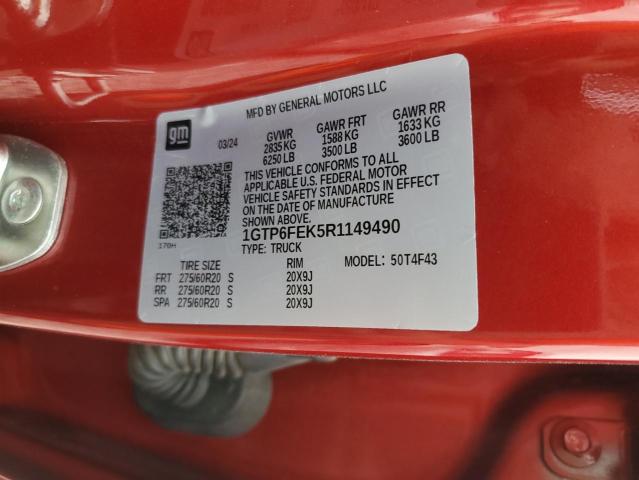 MFD BY GENERAL MOTORS LLC
gm
03/24
GVWR GAWR FRT GAWR RR
2835 KG 1588 KG 1633 KG
6250 LB 3500 LB 3600 LB
THIS VEHICLE CONFORMS TO ALL
APPLICABLE U.S. FEDERAL MOTOR
VEHICLE SAFETY STANDARDS IN EFFECT
ON THE DATE OF MANUFACTURE
SHOWN ABOVE.
170H
1GTP6FEK5R1149490
TYPE: TRUCK MODEL: 50T4F43
TIRE SIZE RIM
FRT 275/60R20 S 20X9J
RR 275/60R20 S 20X9J
SPA 275/60R20 S 20X9J